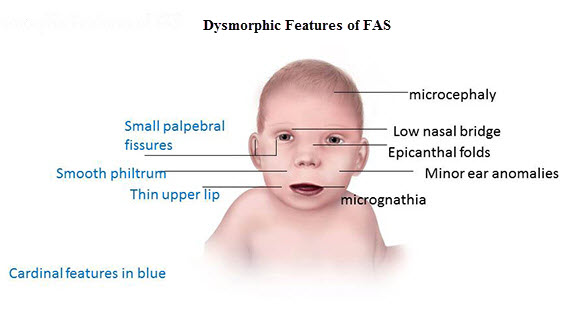 Dysmorphic Features of FAS
microcephaly
Small palpebral
fissures
Low nasal bridge
Epicanthal folds
Smooth philtrum
Minor ear anomalies
Thin upper lip
micrognathia
Cardinal features in blue